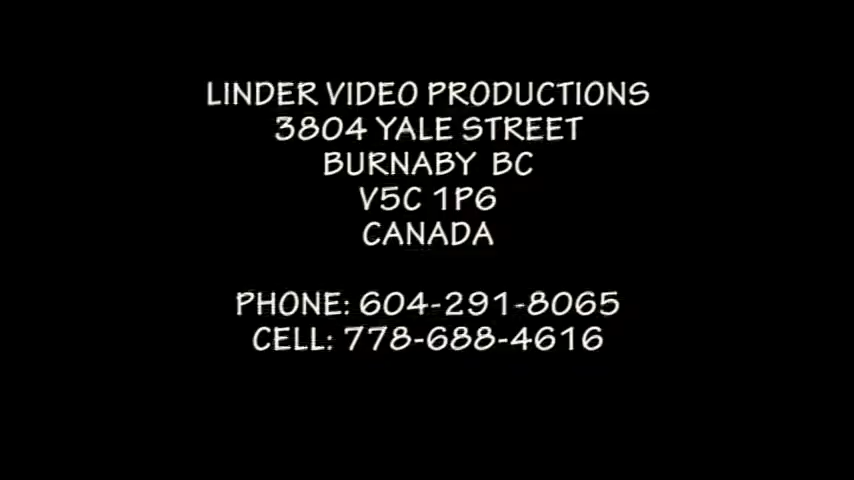 LINDER VIDEO PRODUCTIONS
3804 YALE STREET
BURNABY BC
V5C 1P6
CANADA
PHONE: 604-291-8065
CELL: 778-688-4616